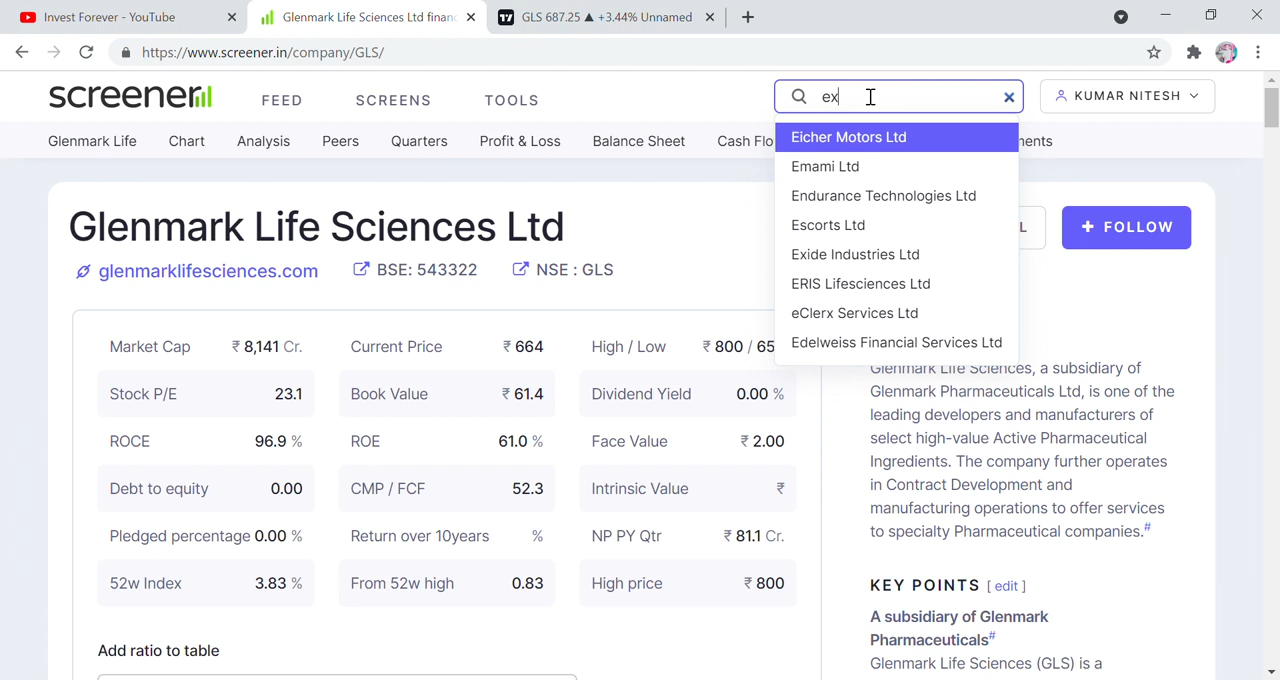 Invest Forever - YouTube
Glenmark Life Sciences Ltd financ
GLS 687.25 ▲ +3.44% Unnamed
https://www.screener.in/company/GLS/
screener
FEED
SCREENS
TOOLS
ex
KUMAR NITESH
Glenmark Life
Chart
Analysis
Peers
Quarters
Profit & Loss
Balance Sheet
Cash Flo
ments
Eicher Motors Ltd
Emami Ltd
Endurance Technologies Ltd
Escorts Ltd
Exide Industries Ltd
ERIS Lifesciences Ltd
eClerx Services Ltd
Edelweiss Financial Services Ltd
Glenmark Life Sciences Ltd
L
+ FOLLOW
glenmarklifesciences.com
BSE: 543322
NSE : GLS
Market Cap ₹ 8,141 Cr.
Current Price ₹ 664
High / Low ₹ 800 / 65
Stock P/E 23.1
Book Value ₹ 61.4
Dividend Yield 0.00 %
ROCE 96.9 %
ROE 61.0 %
Face Value ₹ 2.00
Debt to equity 0.00
CMP / FCF 52.3
Intrinsic Value ₹
Pledged percentage 0.00 %
Return over 10years %
NP PY Qtr ₹ 81.1 Cr.
52w Index 3.83 %
From 52w high 0.83
High price ₹ 800
Add ratio to table
Glenmark Life Sciences, a subsidiary of
Glenmark Pharmaceuticals Ltd, is one of the
leading developers and manufacturers of
select high-value Active Pharmaceutical
Ingredients. The company further operates
in Contract Development and
manufacturing operations to offer services
to specialty Pharmaceutical companies.#
KEY POINTS [ edit ]
A subsidiary of Glenmark
Pharmaceuticals#
Glenmark Life Sciences (GLS) is a